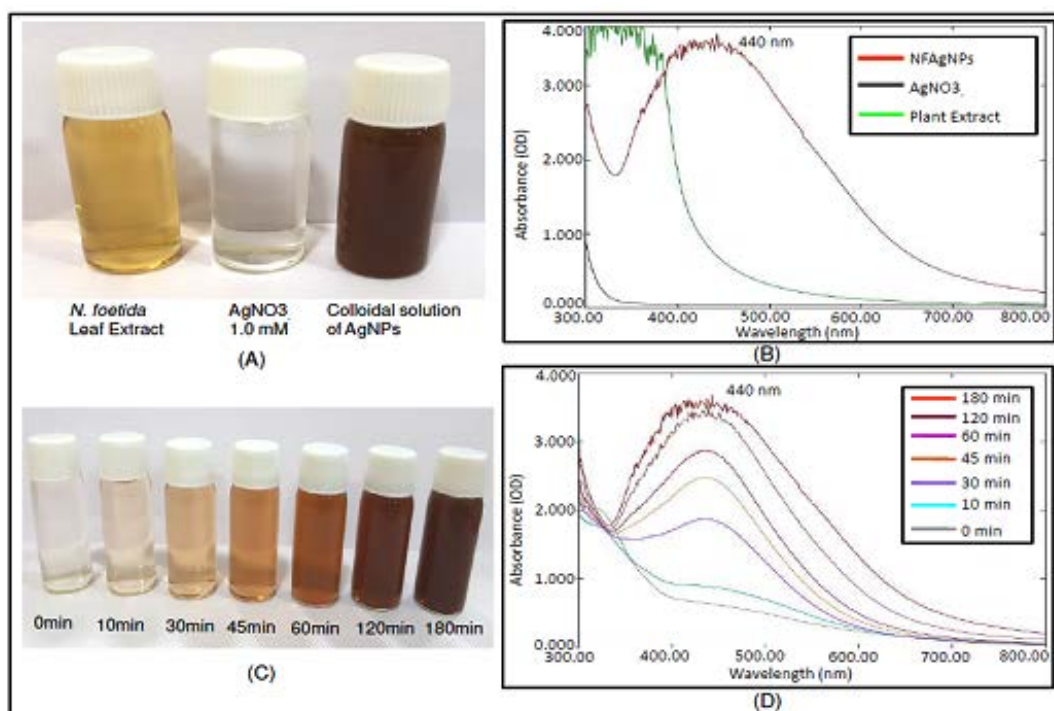 N. foetida
Leaf Extract
AgNO3
1.0 mM
Colloidal solution
of AgNPs
(A)
4.000
3.000
2.000
1.000
0.000
300.00 400.00 500.00 600.00 700.00 800.00
Absorbance (OD)
Wavelength (nm)
440 nm
NFAgNPs
AgNO3
Plant Extract
(B)
0min 10min 30min 45min 60min 120min 180min
(C)
4.000
3.000
2.000
1.000
0.000
300.00 400.00 500.00 600.00 700.00 800.00
Absorbance (OD)
Wavelength (nm)
440 nm
180 min
120 min
60 min
45 min
30 min
10 min
0 min
(D)